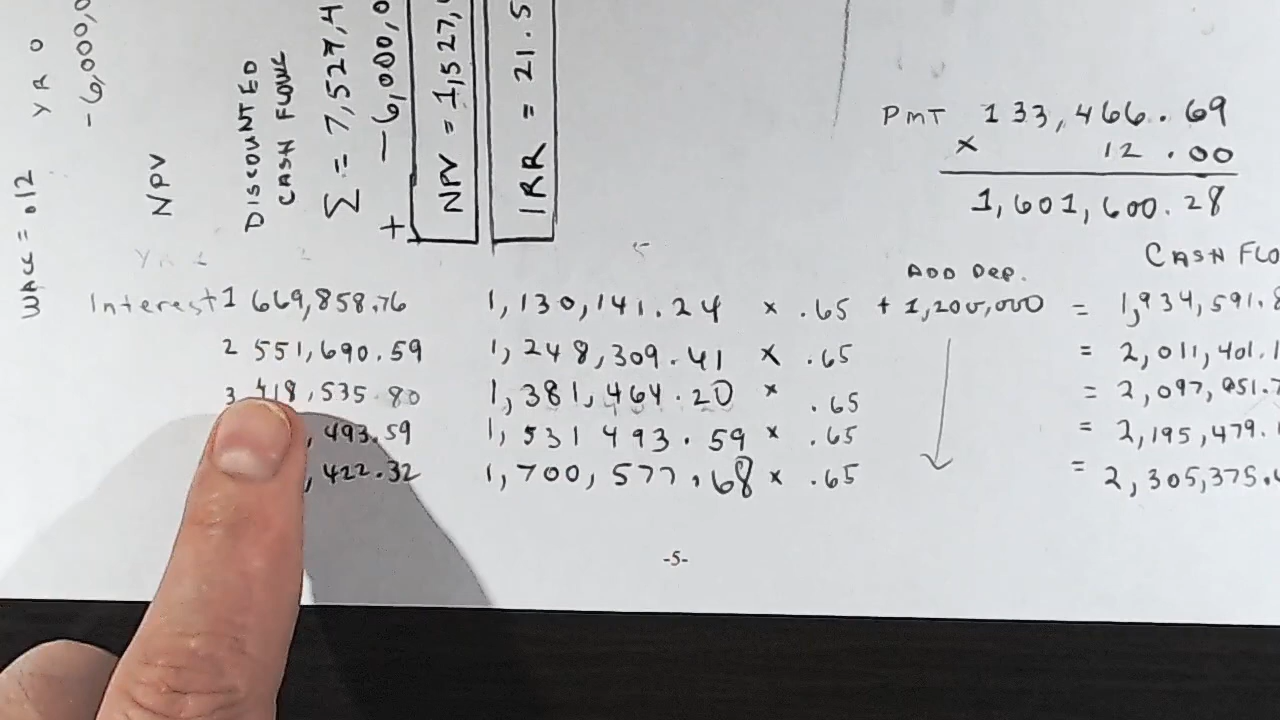 WACC = .12 YR 0
-6,000,0
NPV
DISCOUNTED
CASH FLOWS
Σ = 7,527,4
+ -6,000,0
NPV = 1,527,
IRR = 21.5
PMT 133,466.69
x 12.00
1,601,600.28
CASH FLO
ADD DEP.
Interest 1 669,858.76 1,130,141.24 x .65 + 1,200,000 = 1,934,591.8
2 551,690.59 1,248,309.41 x .65 = 2,011,401.1
3 418,535.80 1,381,464.20 x .65 = 2,097,951.7
,493.59 1,531 493.59 x .65 = 2,195,479.1
,422.32 1,700,577.68 x .65 = 2,305,375.4
-5-